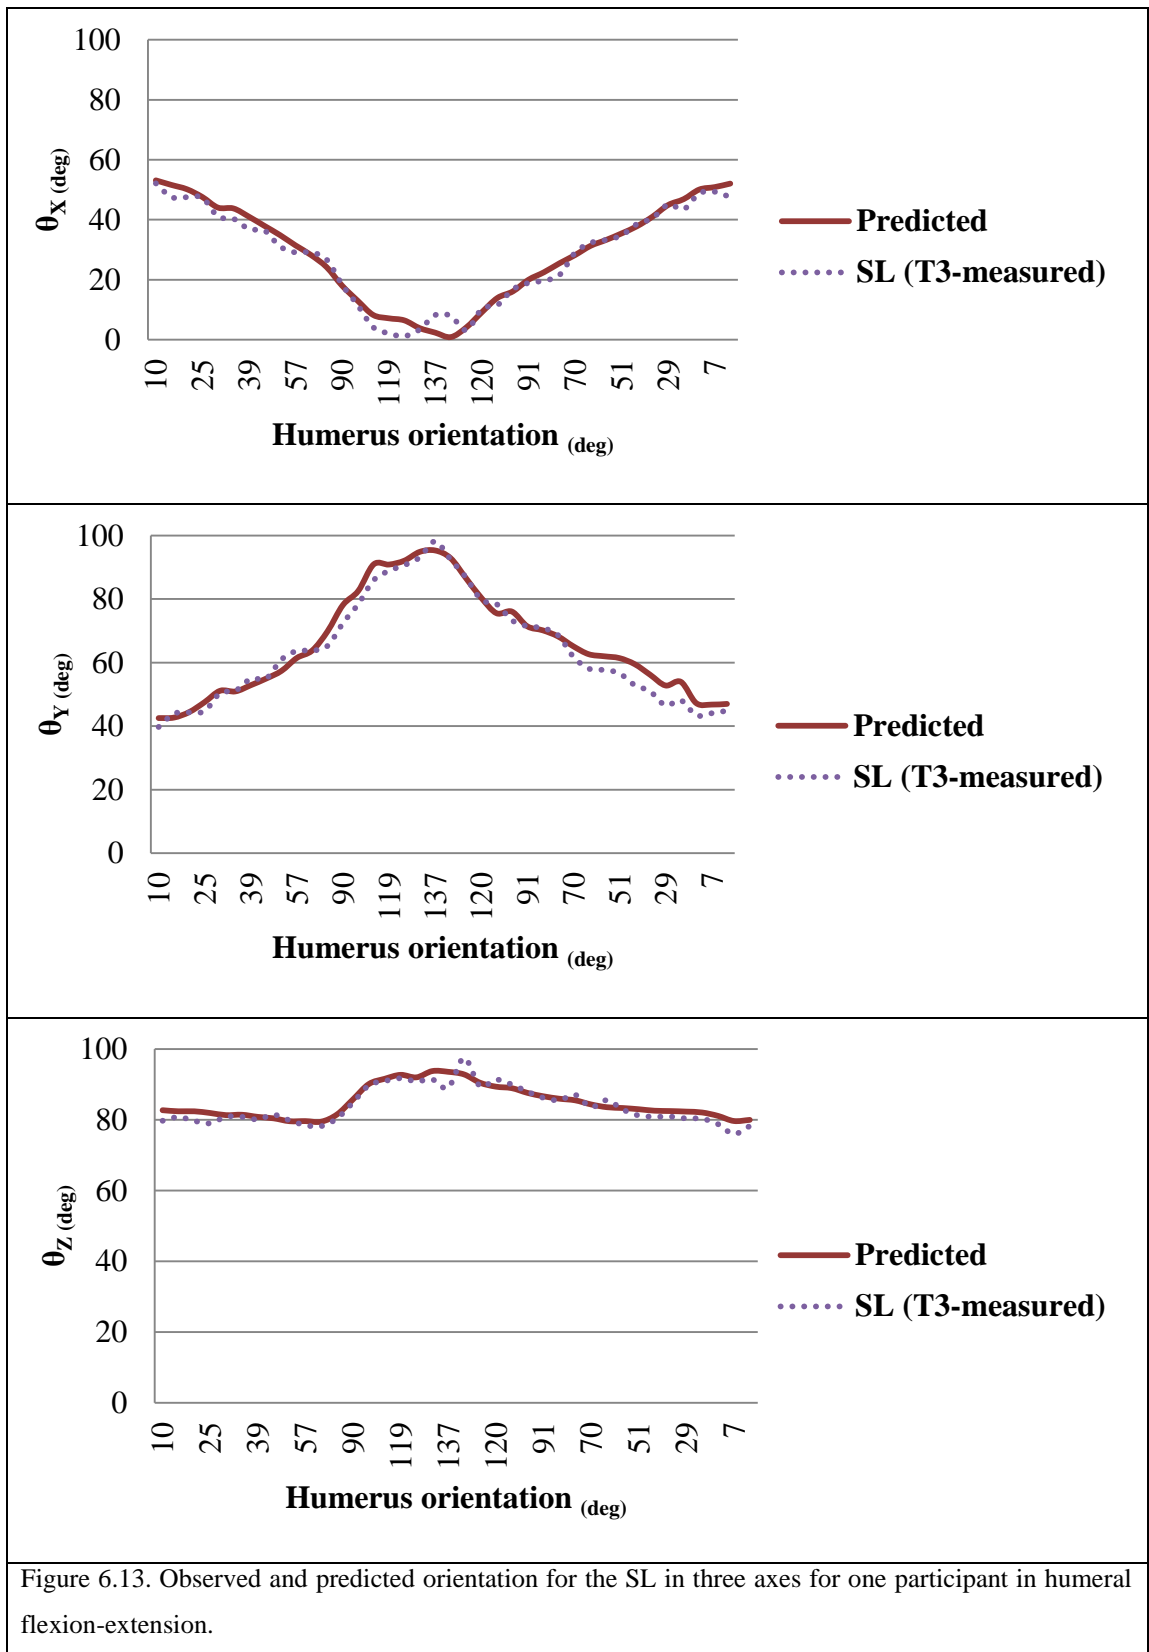 100
80
60
40
20
0
θX (deg)
10 25 39 57 90 119 137 120 91 70 51 29 7
Humerus orientation (deg)
Predicted
SL (T3-measured)
100
80
60
40
20
0
θY (deg)
10 25 39 57 90 119 137 120 91 70 51 29 7
Humerus orientation (deg)
Predicted
SL (T3-measured)
100
80
60
40
20
0
θZ (deg)
10 25 39 57 90 119 137 120 91 70 51 29 7
Humerus orientation (deg)
Predicted
SL (T3-measured)
Figure 6.13. Observed and predicted orientation for the SL in three axes for one participant in humeral
flexion-extension.